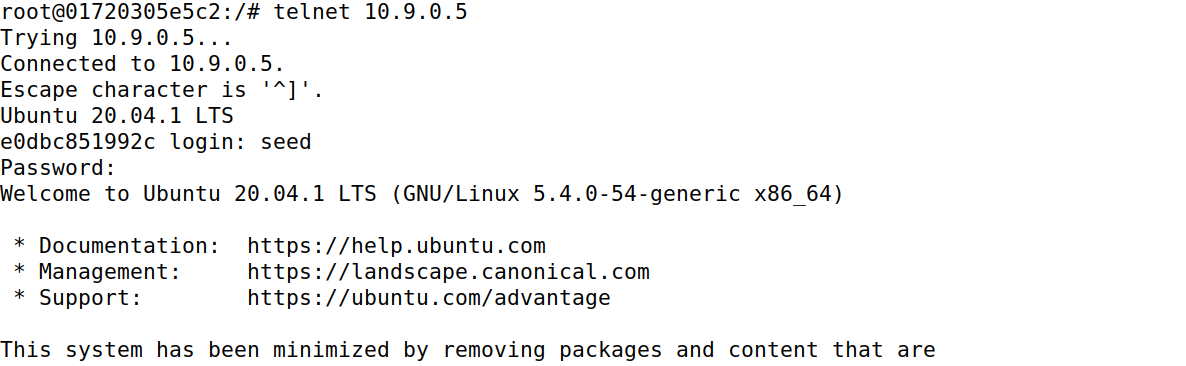 root@01720305e5c2:/# telnet 10.9.0.5
Trying 10.9.0.5...
Connected to 10.9.0.5.
Escape character is '^]'.
Ubuntu 20.04.1 LTS
e0dbc851992c login: seed
Password:
Welcome to Ubuntu 20.04.1 LTS (GNU/Linux 5.4.0-54-generic x86_64)

 * Documentation:  https://help.ubuntu.com
 * Management:     https://landscape.canonical.com
 * Support:        https://ubuntu.com/advantage

This system has been minimized by removing packages and content that are